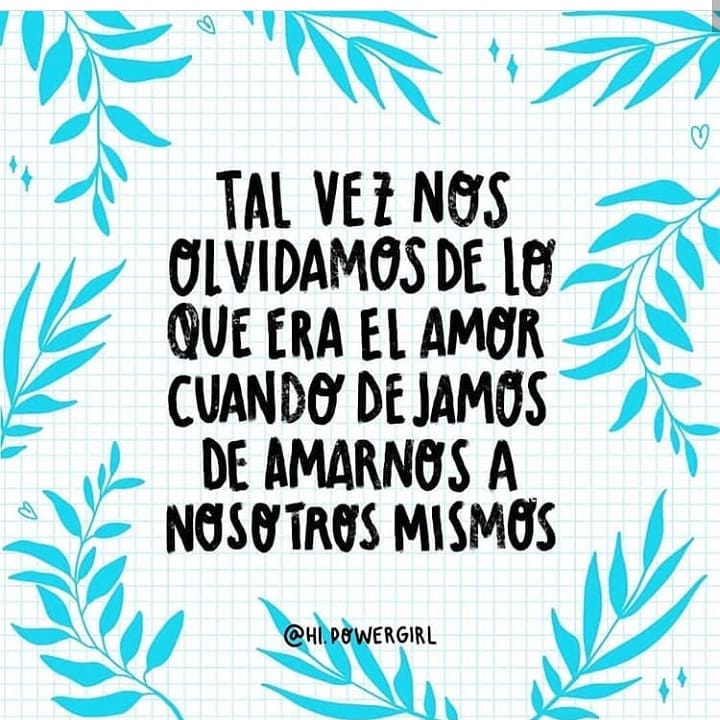 TAL VEZ NOS
OLVIDAMOS DE LO
QUE ERA EL AMOR
CUANDO DEJAMOS
DE AMARNOS A
NOSOTROS MISMOS
@HI.POWERGIRL